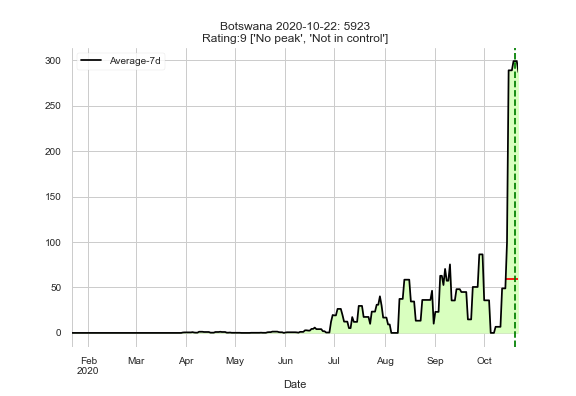 Botswana 2020-10-22: 5923
Rating:9 ['No peak', 'Not in control']
Average-7d
300
250
200
150
100
50
0
Feb Mar Apr May Jun Jul Aug Sep Oct
2020
Date